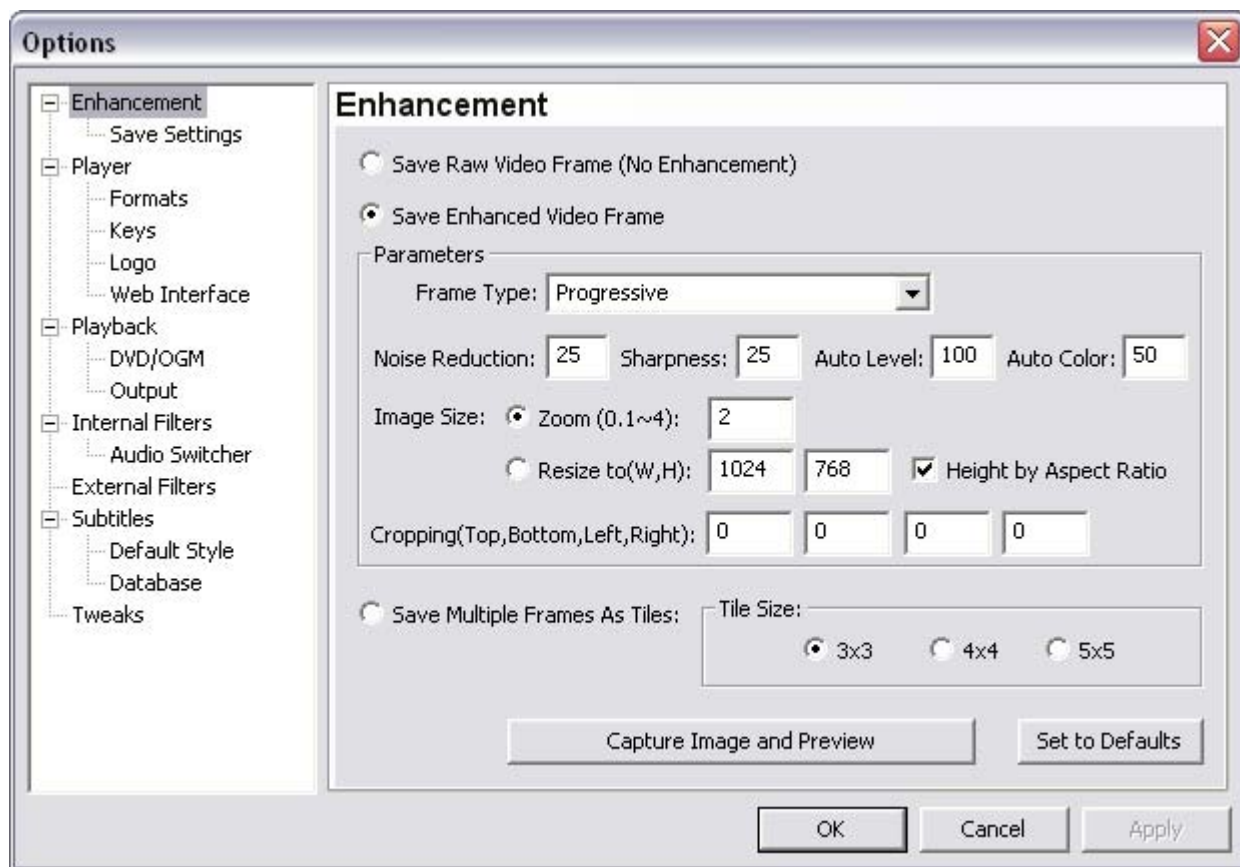 Options
Enhancement
Save Settings
Player
Formats
Keys
Logo
Web Interface
Playback
DVD/OGM
Output
Internal Filters
Audio Switcher
External Filters
Subtitles
Default Style
Database
Tweaks
Enhancement
Save Raw Video Frame (No Enhancement)
Save Enhanced Video Frame
Parameters
Frame Type: Progressive
Noise Reduction: 25 Sharpness: 25 Auto Level: 100 Auto Color: 50
Image Size: Zoom (0.1~4): 2
Resize to(W,H): 1024 768 Height by Aspect Ratio
Cropping(Top,Bottom,Left,Right): 0 0 0 0
Save Multiple Frames As Tiles:
Tile Size:
3x3 4x4 5x5
Capture Image and Preview Set to Defaults
OK Cancel Apply